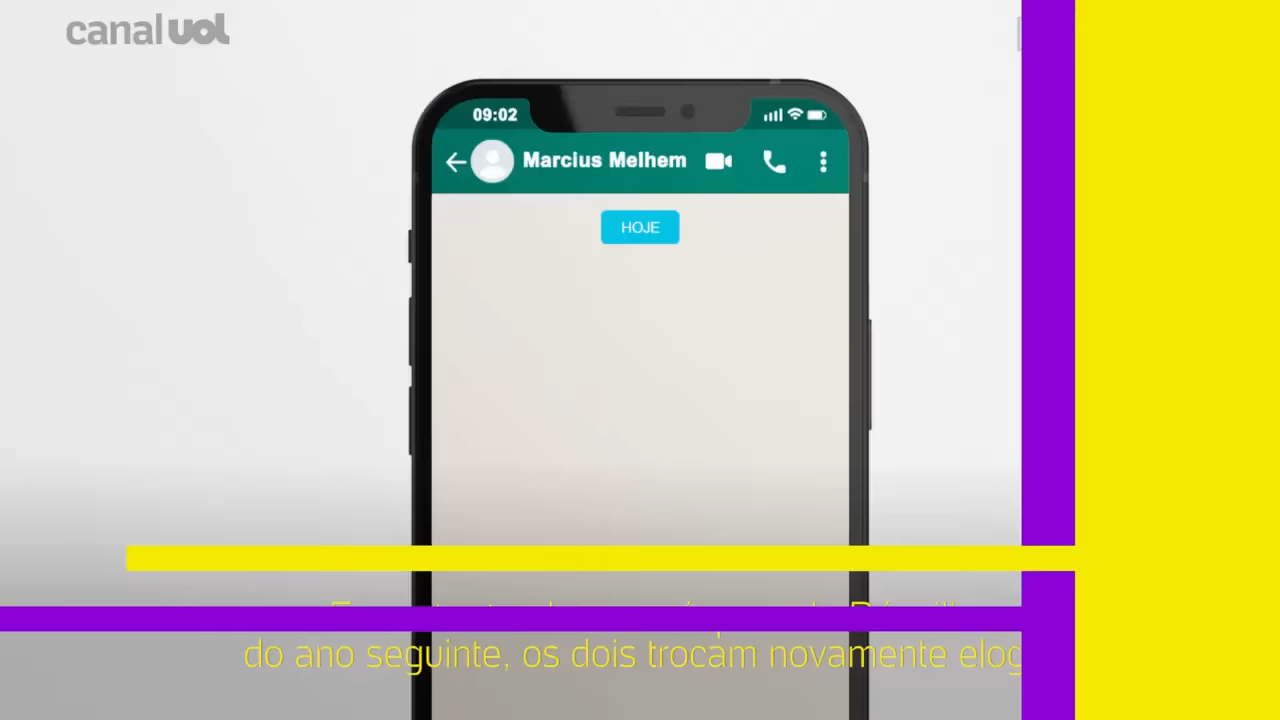 canal uol
09:02
Marcius Melhem
HOJE
do ano seguinte, os dois trocam novamente elog